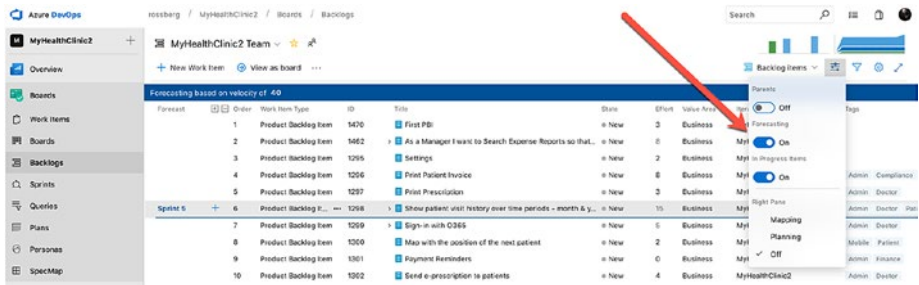 Azure DevOps
rossberg / MyHealthClinic2 / Boards / Backlogs
Search
M MyHealthClinic2 +
MyHealthClinic2 Team
Overview
+ New Work Item View as board ...
Backlog items
Boards
Forecasting based on velocity of 40
Parents
Off
Forecast Order Work Item Type ID Title State Effort Value Area Tags
Forecasting
On
Work Items
1 Product Backlog Item 1470 First PBI New 3 Business
Boards
2 Product Backlog Item 1462 As a Manager I want to Search Expense Reports so that... New 8 Business
In Progress Items
On
Backlogs
3 Product Backlog Item 1295 Settings New 2 Business
Sprints
4 Product Backlog Item 1296 Print Patient Invoice New 8 Business Admin Compliance
5 Product Backlog Item 1297 Print Prescription New 3 Business Admin Doctor
Queries
Right Pane
Sprint 5 + 6 Product Backlog It... ... 1298 Show patient visit history over time periods - month & y... New 15 Business Admin Doctor
Mapping
Plans
7 Product Backlog Item 1299 Sign-in with O365 New Business Admin Doctor
Planning
Personas
8 Product Backlog Item 1300 Map with the position of the next patient New 2 Business Mobile Patient
Off
9 Product Backlog Item 1301 Payment Reminders New 0 Business Admin Finance
SpecMap
10 Product Backlog Item 1302 Send e-prescription to patients New 4 Business MyHealthClinic2 Admin Doctor